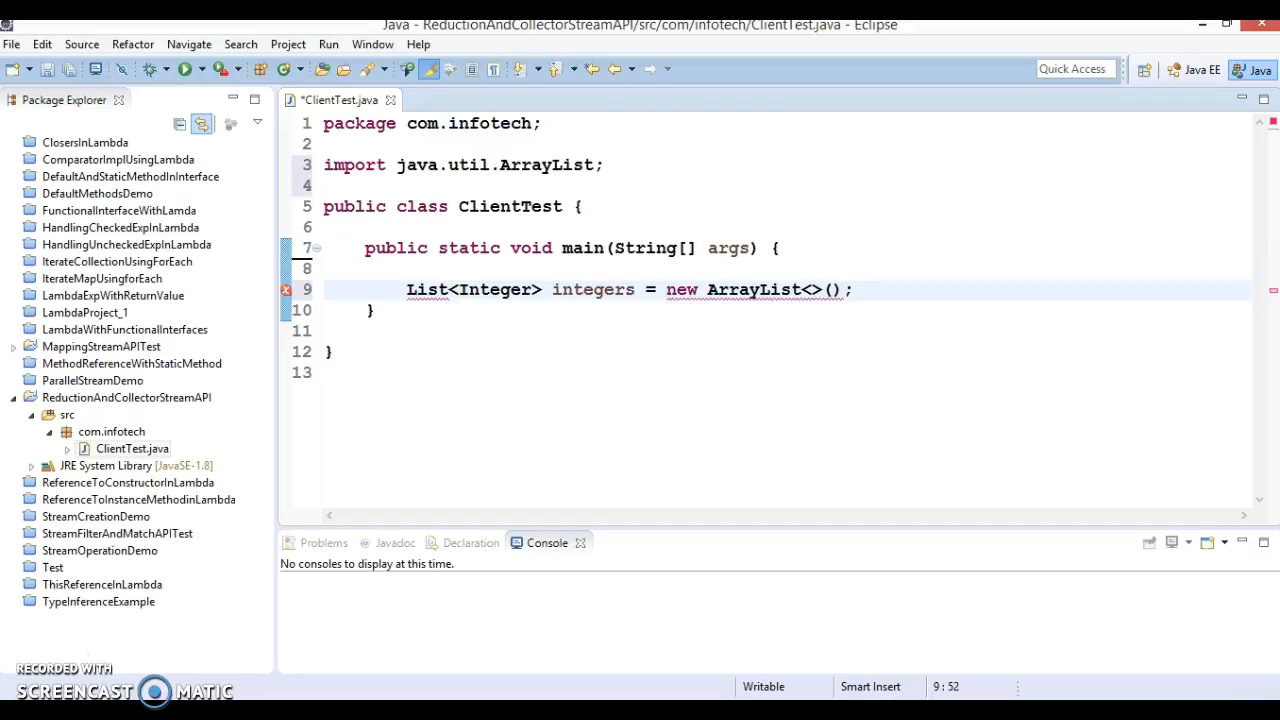 Java - ReductionAndCollectorStreamAPI/src/com/infotech/ClientTest.java - Eclipse
File Edit Source Refactor Navigate Search Project Run Window Help
Quick Access Java EE Java
Package Explorer
*ClientTest.java
ClosersInLambda
ComparatorImplUsingLambda
DefaultAndStaticMethodInInterface
DefaultMethodsDemo
FunctionalInterfaceWithLamda
HandlingCheckedExpInLambda
HandlingUncheckedExpInLambda
IterateCollectionUsingForEach
IterateMapUsingforEach
LambdaExpWithReturnValue
LambdaProject_1
LambdaWithFunctionalInterfaces
MappingStreamAPITest
MethodReferenceWithStaticMethod
ParallelStreamDemo
ReductionAndCollectorStreamAPI
src
com.infotech
ClientTest.java
JRE System Library [JavaSE-1.8]
ReferenceToConstructorInLambda
ReferenceToInstanceMethodinLambda
StreamCreationDemo
StreamFilterAndMatchAPITest
StreamOperationDemo
Test
ThisReferenceInLambda
TypeInferenceExample
1 package com.infotech;
2
3 import java.util.ArrayList;
4
5 public class ClientTest {
6
7 public static void main(String[] args) {
8
9 List<Integer> integers = new ArrayList<>();
10 }
11
12 }
13
Problems Javadoc Declaration Console
No consoles to display at this time.
RECORDED WITH
SCREENCAST MATIC
Writable Smart Insert 9 : 52